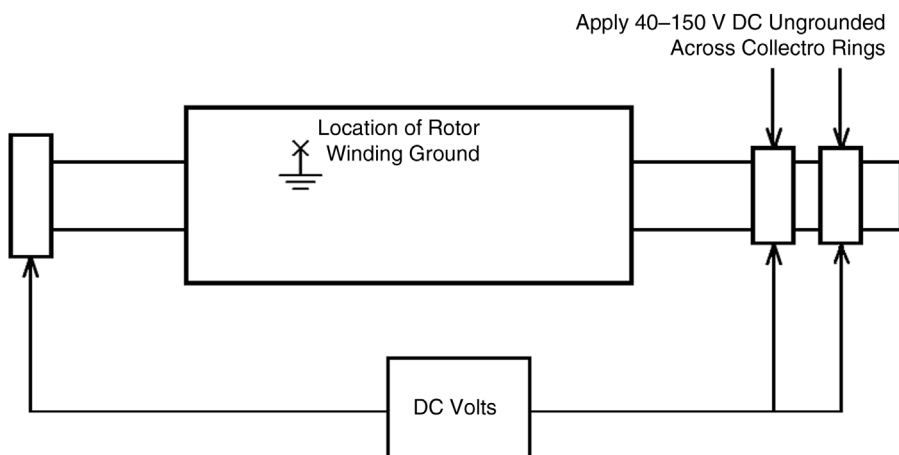 Apply 40–150 V DC Ungrounded
Across Collectro Rings
Location of Rotor
Winding Ground
DC Volts